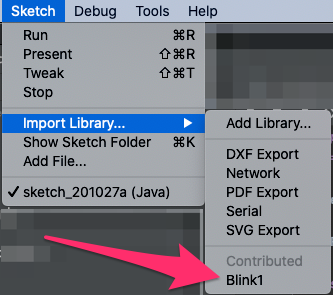 Sketch Debug Tools Help
Run ⌘R
Present ⇧⌘R
Tweak ⇧⌘T
Stop
Import Library... ▶
Show Sketch Folder ⌘K
Add File...
✓ sketch_201027a (Java)
Add Library...
DXF Export
Network
PDF Export
Serial
SVG Export
Contributed
Blink1